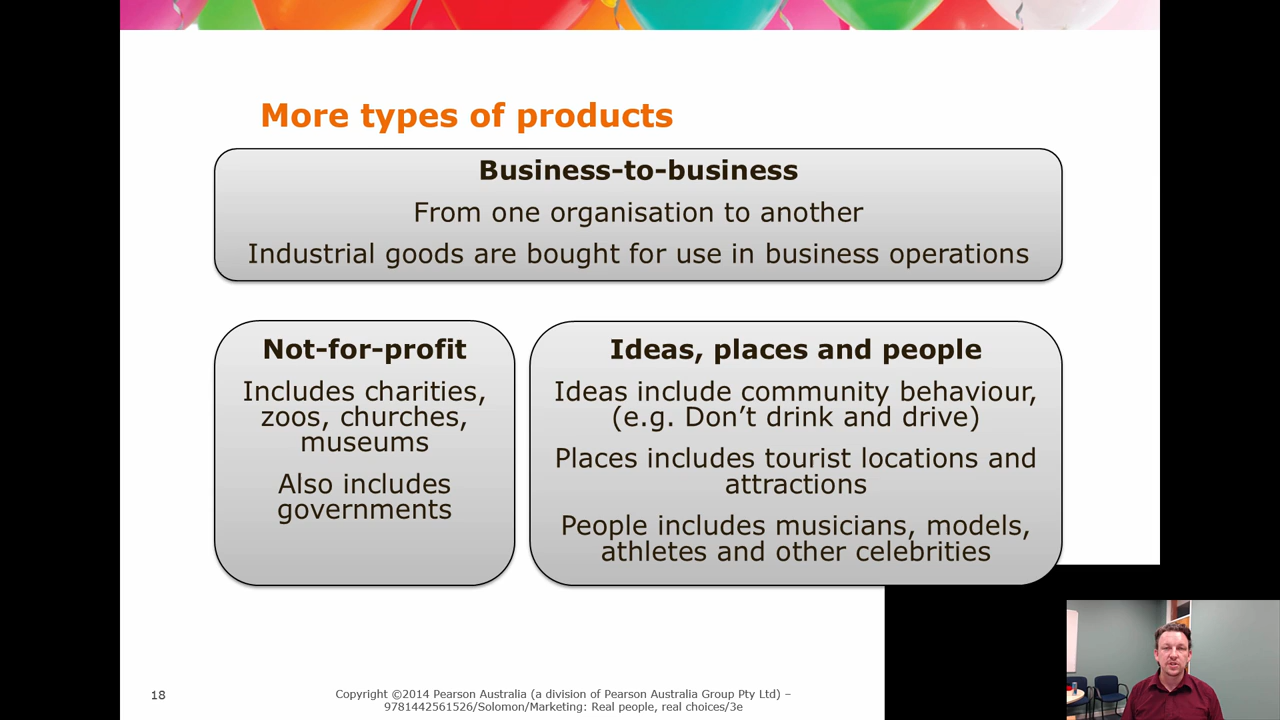 More types of products
Business-to-business
From one organisation to another
Industrial goods are bought for use in business operations
Not-for-profit
Includes charities,
zoos, churches,
museums
Also includes
governments
Ideas, places and people
Ideas include community behaviour,
(e.g. Don’t drink and drive)
Places includes tourist locations and
attractions
People includes musicians, models,
athletes and other celebrities
18
Copyright ©2014 Pearson Australia (a division of Pearson Australia Group Pty Ltd) –
9781442561526/Solomon/Marketing: Real people, real choices/3e